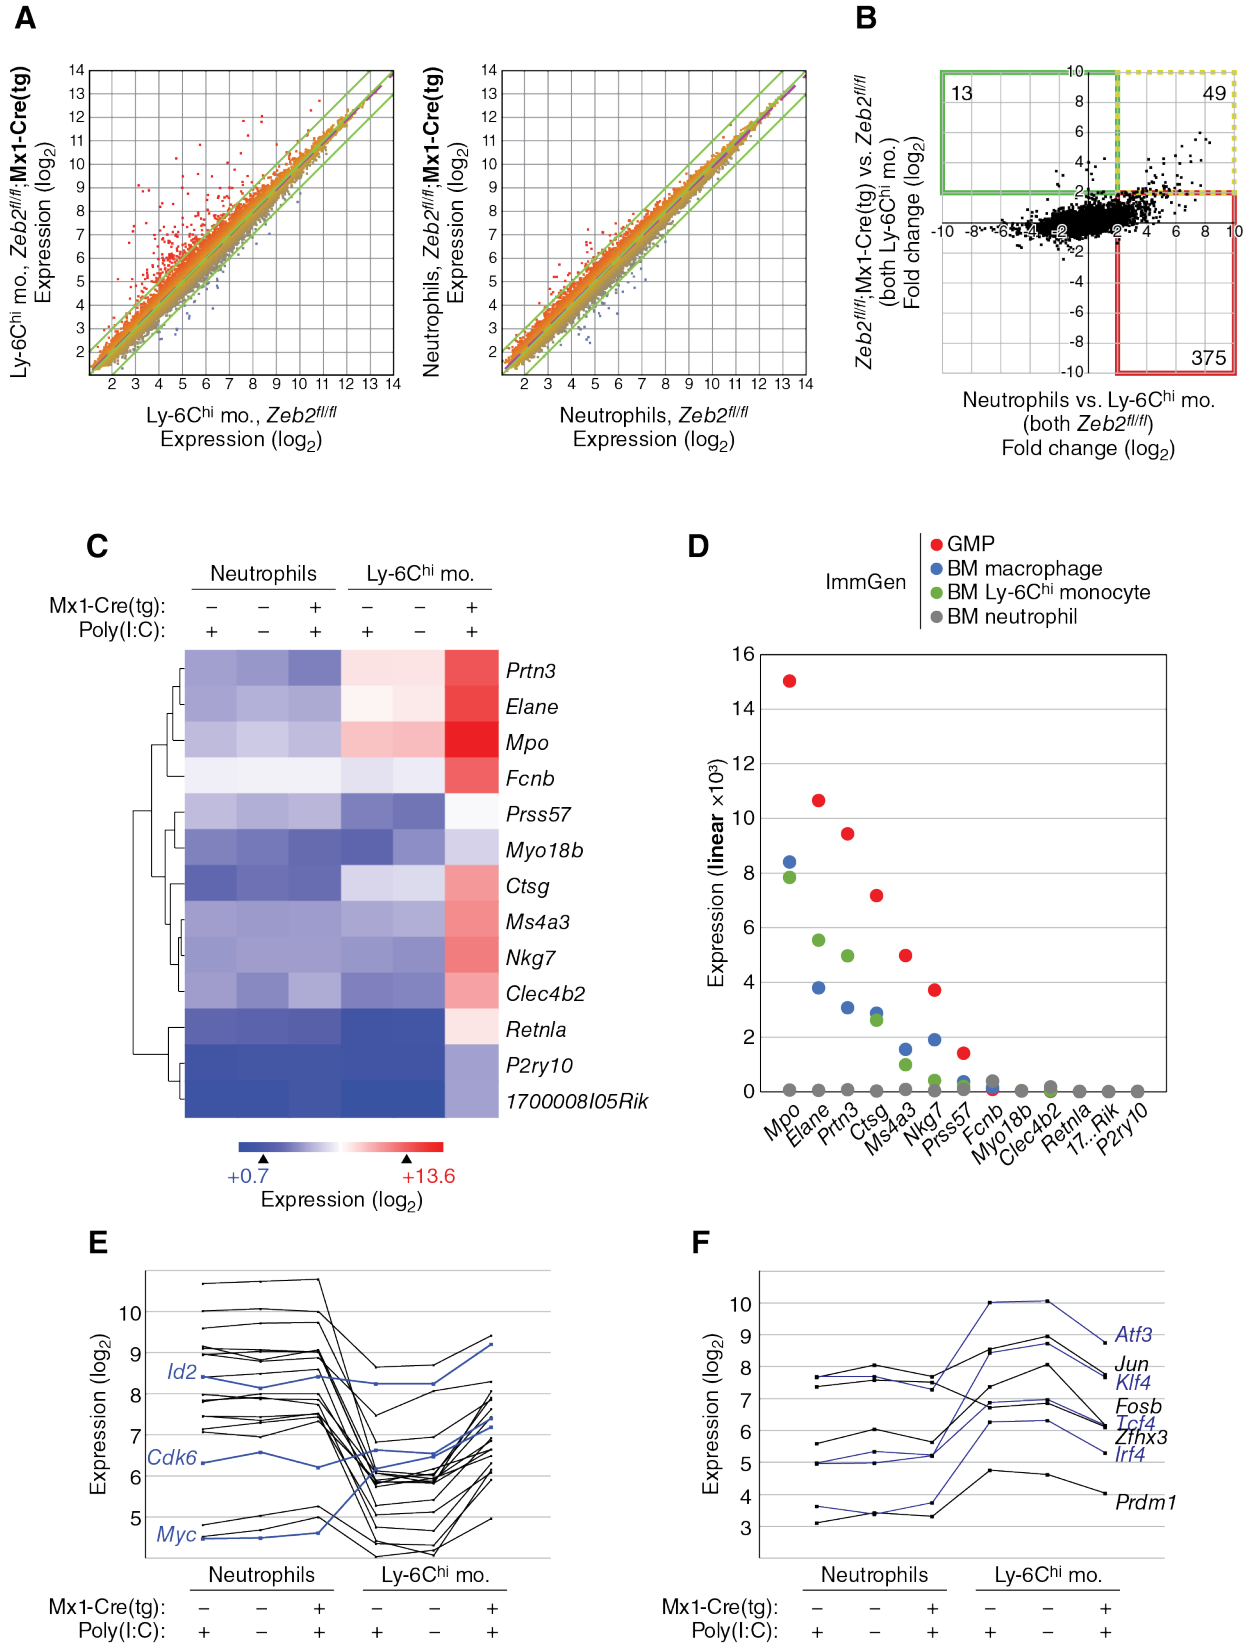 A
Ly-6Chi mo., Zeb2fl/fl;Mx1-Cre(tg)
Expression (log2)
14
13
12
11
10
9
8
7
6
5
4
3
2
2 3 4 5 6 7 8 9 10 11 12 13 14
Ly-6Chi mo., Zeb2fl/fl
Expression (log2)
Neutrophils, Zeb2fl/fl;Mx1-Cre(tg)
Expression (log2)
14
13
12
11
10
9
8
7
6
5
4
3
2
2 3 4 5 6 7 8 9 10 11 12 13 14
Neutrophils, Zeb2fl/fl
Expression (log2)
B
Zeb2fl/fl;Mx1-Cre(tg) vs. Zeb2fl/fl
(both Ly-6Chi mo.)
Fold change (log2)
13
49
375
10
8
6
4
2
-2
-4
-6
-8
-10
-10 -8 -6 -4 -2 2 4 6 8 10
Neutrophils vs. Ly-6Chi mo.
(both Zeb2fl/fl)
Fold change (log2)
C
Neutrophils Ly-6Chi mo.
Mx1-Cre(tg): − − + − − +
Poly(I:C): + − + + − +
Prtn3
Elane
Mpo
Fcnb
Prss57
Myo18b
Ctsg
Ms4a3
Nkg7
Clec4b2
Retnla
P2ry10
1700008I05Rik
+0.7 +13.6
Expression (log2)
D
ImmGen
GMP
BM macrophage
BM Ly-6Chi monocyte
BM neutrophil
Expression (linear ×103)
16
14
12
10
8
6
4
2
0
Mpo Elane Prtn3 Ctsg Ms4a3 Nkg7 Prss57 Fcnb Myo18b Clec4b2 Retnla 17...Rik P2ry10
E
Expression (log2)
10
9
8
7
6
5
Id2
Cdk6
Myc
Neutrophils Ly-6Chi mo.
Mx1-Cre(tg): − − + − − +
Poly(I:C): + − + + − +
F
Expression (log2)
10
9
8
7
6
5
4
3
Atf3
Jun
Klf4
Fosb
Tcf4
Zfhx3
Irf4
Prdm1
Neutrophils Ly-6Chi mo.
Mx1-Cre(tg): − − + − − +
Poly(I:C): + − + + − +